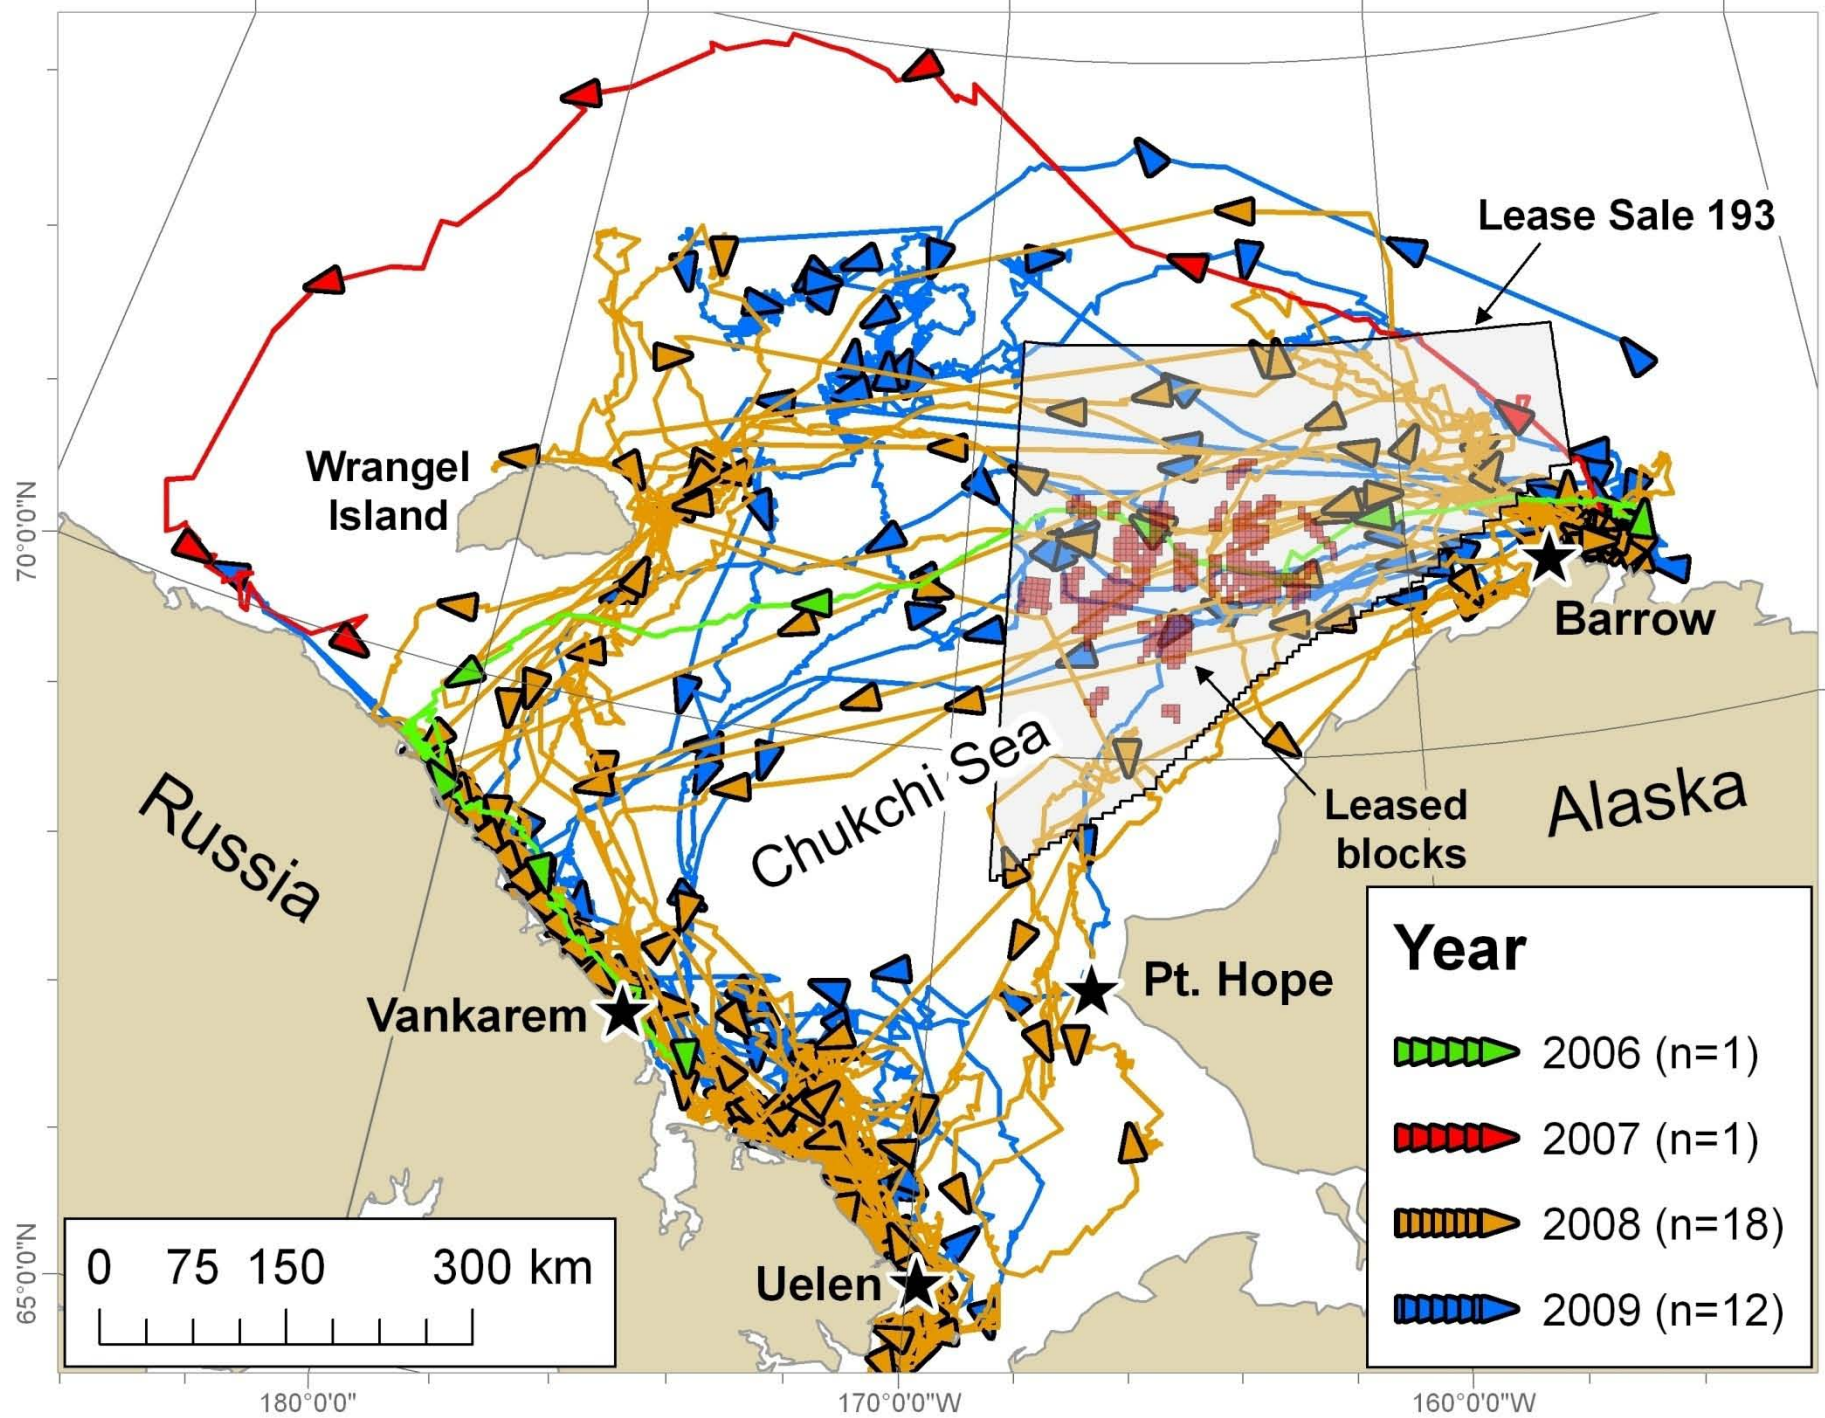 Lease Sale 193
Wrangel
Island
70°0'0"N
Barrow
Chukchi Sea
Russia
Alaska
Leased
blocks
Year
Pt. Hope
Vankarem
2006 (n=1)
2007 (n=1)
2008 (n=18)
2009 (n=12)
0 75 150 300 km
Uelen
65°0'0"N
180°0'0"
170°0'0"W
160°0'0"W